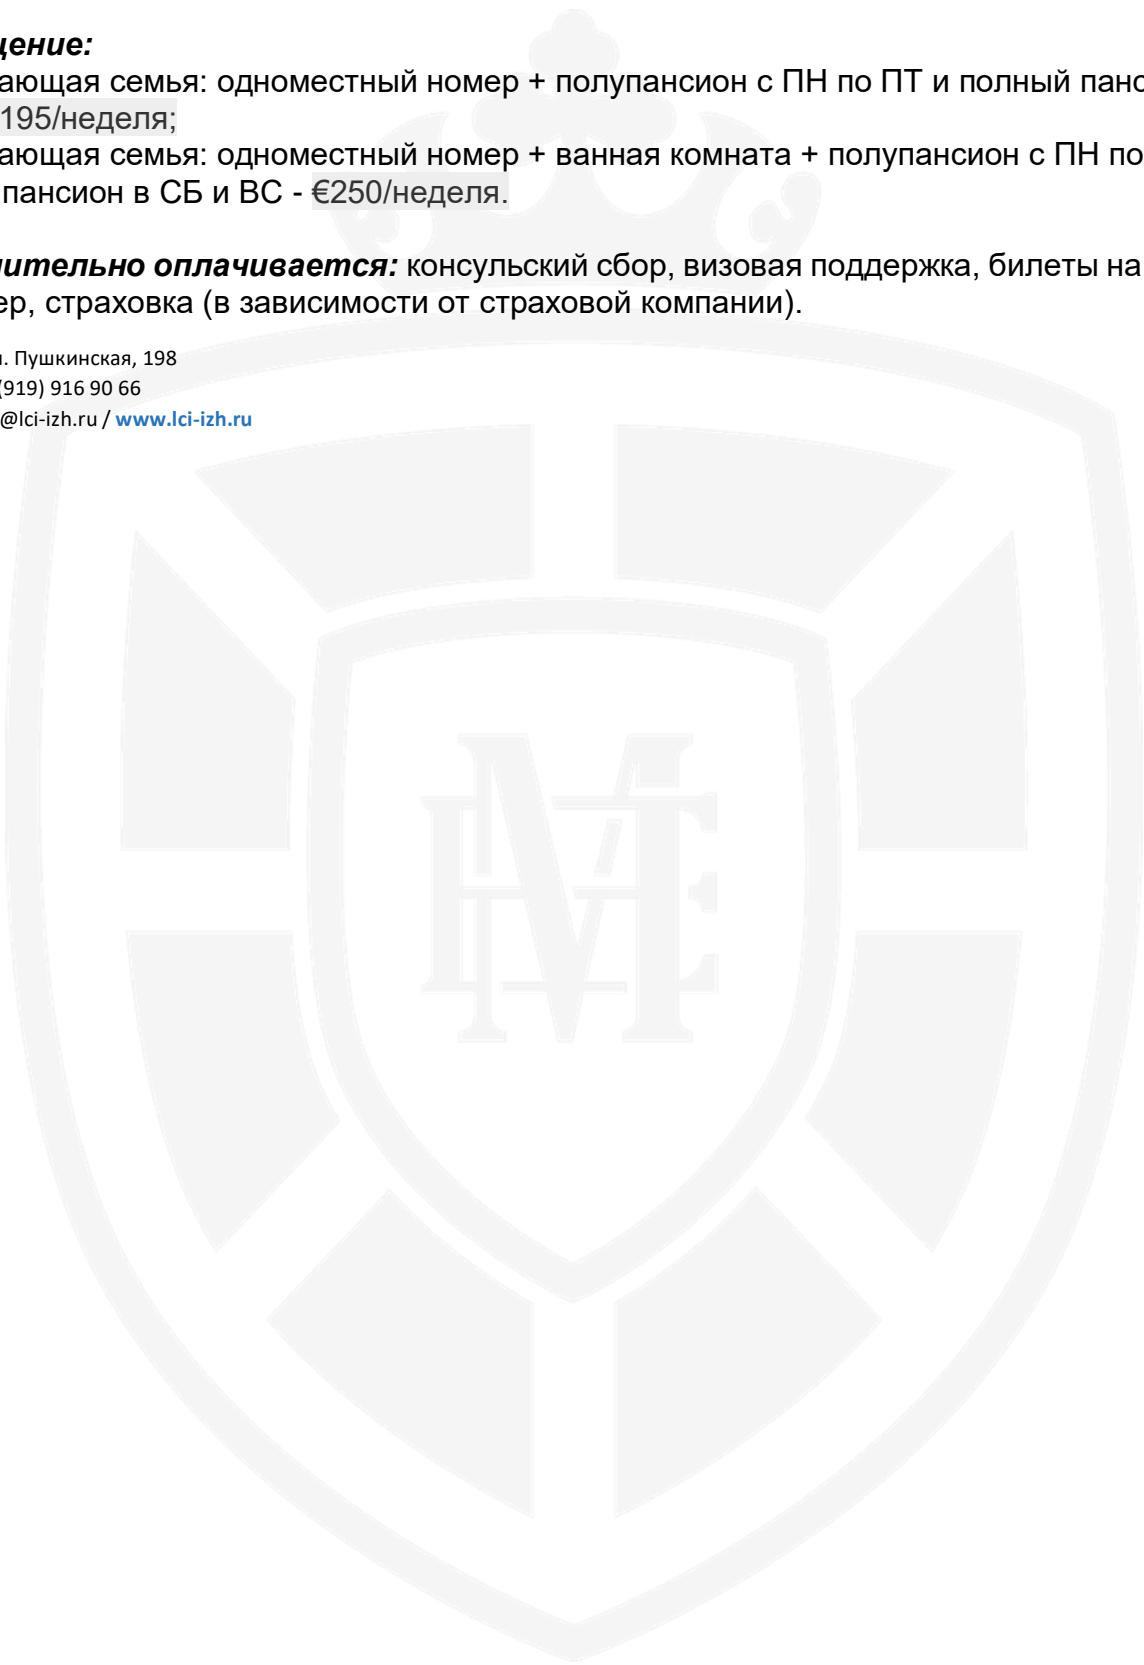 цение:
ающая семья: одноместный номер + полупансион с ПН по ПТ и полный панс
195/неделя;
ающая семья: одноместный номер + ванная комната + полупансион с ПН по
пансион в СБ и ВС - €250/неделя.
нительно оплачивается: консульский сбор, визовая поддержка, билеты на
ер, страховка (в зависимости от страховой компании).
л. Пушкинская, 198
(919) 916 90 66
@lci-izh.ru / www.lci-izh.ru